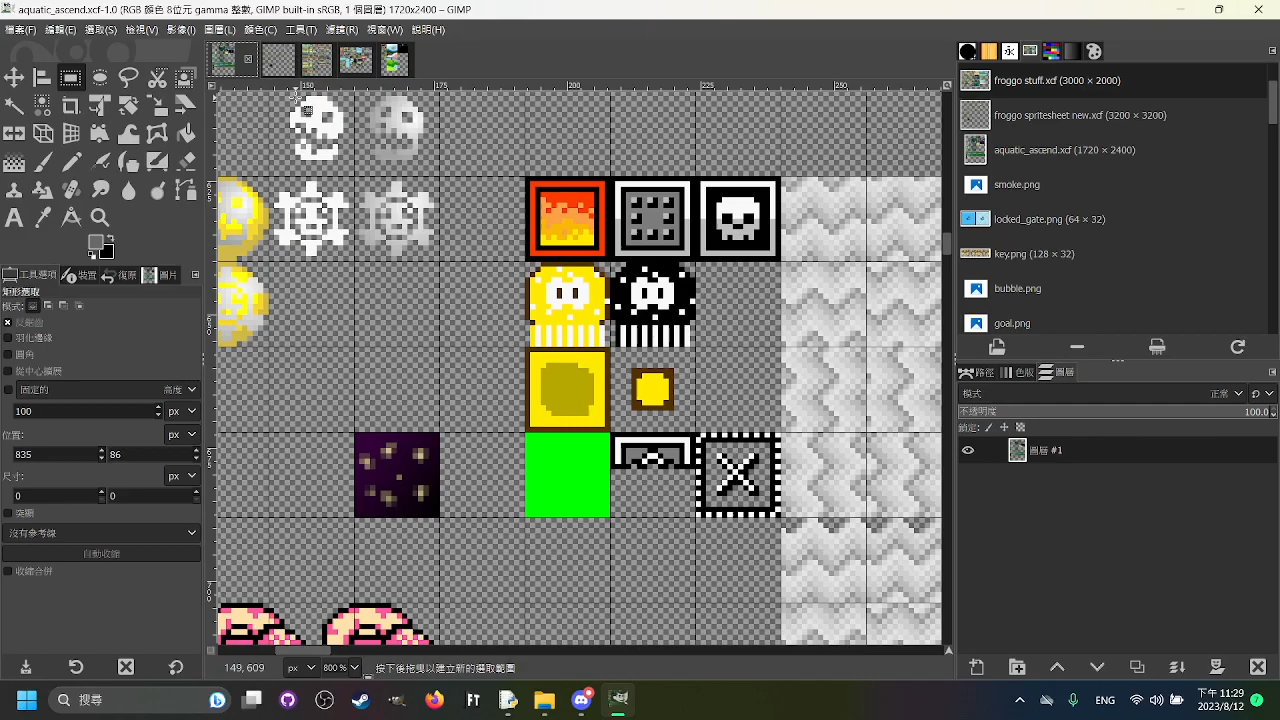 aquatic_ascend.xcf-1.0 (RGB 色彩 8位元 gamma 整數, GIMP built-in sRGB, 1 個圖層) 1720x2400 – GIMP
檔案(F) 編輯(E) 選取(S) 檢視(V) 影像(I) 圖層(L) 顏色(C) 工具(T) 濾鏡(R) 視窗(W) 說明(H)
150 175 200 225 250
froggo stuff.xcf (3000 × 2000)
froggo spritesheet new.xcf (3200 × 3200)
aquatic_ascend.xcf (1720 × 2400)
smoke.png
locked_gate.png (64 × 32)
key.png (128 × 32)
bubble.png
goal.png
復原 圖片
矩形選取
模式:
反鋸齒
羽化邊緣
圓角
從中心擴展
固定的 高度
100 px
位置: px
86
尺寸: px
0 0
突顯
沒有參考線
自動收縮
收縮合併
路徑 色版 圖層
模式 正常
不透明度 100.0
鎖定:
圖層 #1
149, 609 px 800 % 按下後拖曳以建立新的選取範圍
搜尋
FT
ENG
下午 11:29
2023/8/12
7